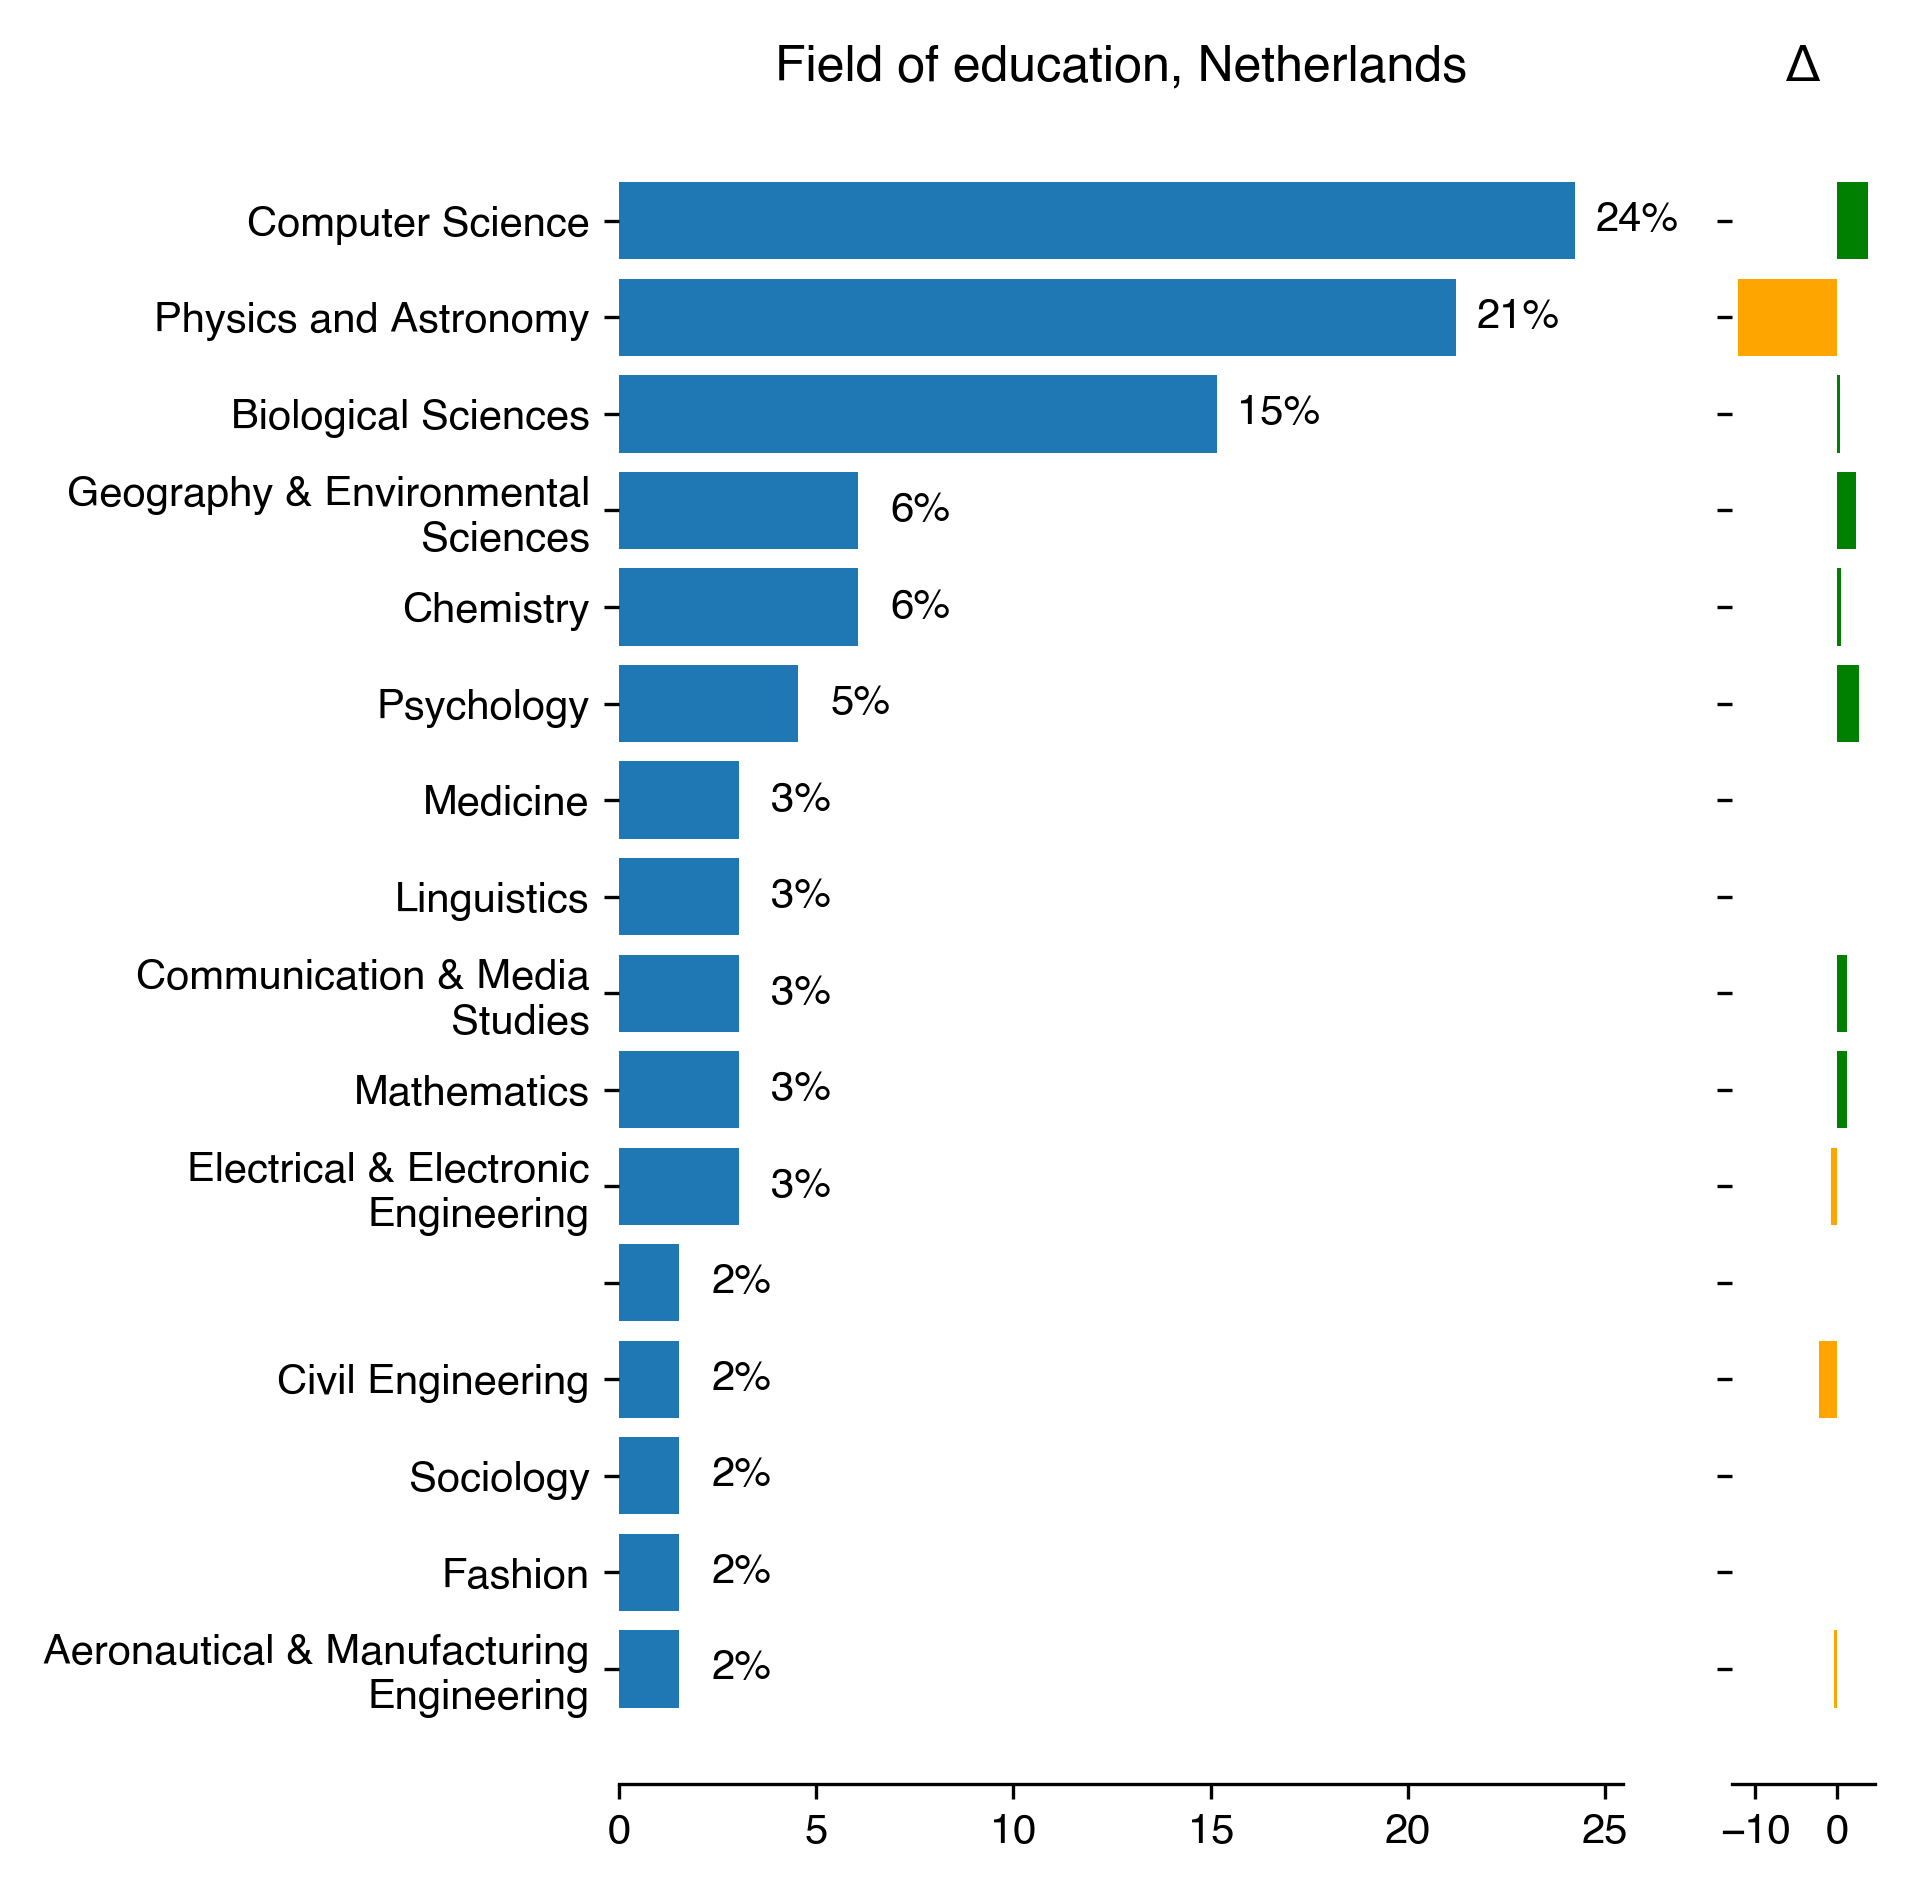 Field of education, Netherlands
Δ
Computer Science
24%
Physics and Astronomy
21%
Biological Sciences
15%
Geography & Environmental
Sciences
6%
Chemistry
6%
Psychology
5%
Medicine
3%
Linguistics
3%
Communication & Media
Studies
3%
Mathematics
3%
Electrical & Electronic
Engineering
3%
2%
Civil Engineering
2%
Sociology
2%
Fashion
2%
Aeronautical & Manufacturing
Engineering
2%
0 5 10 15 20 25
−10 0